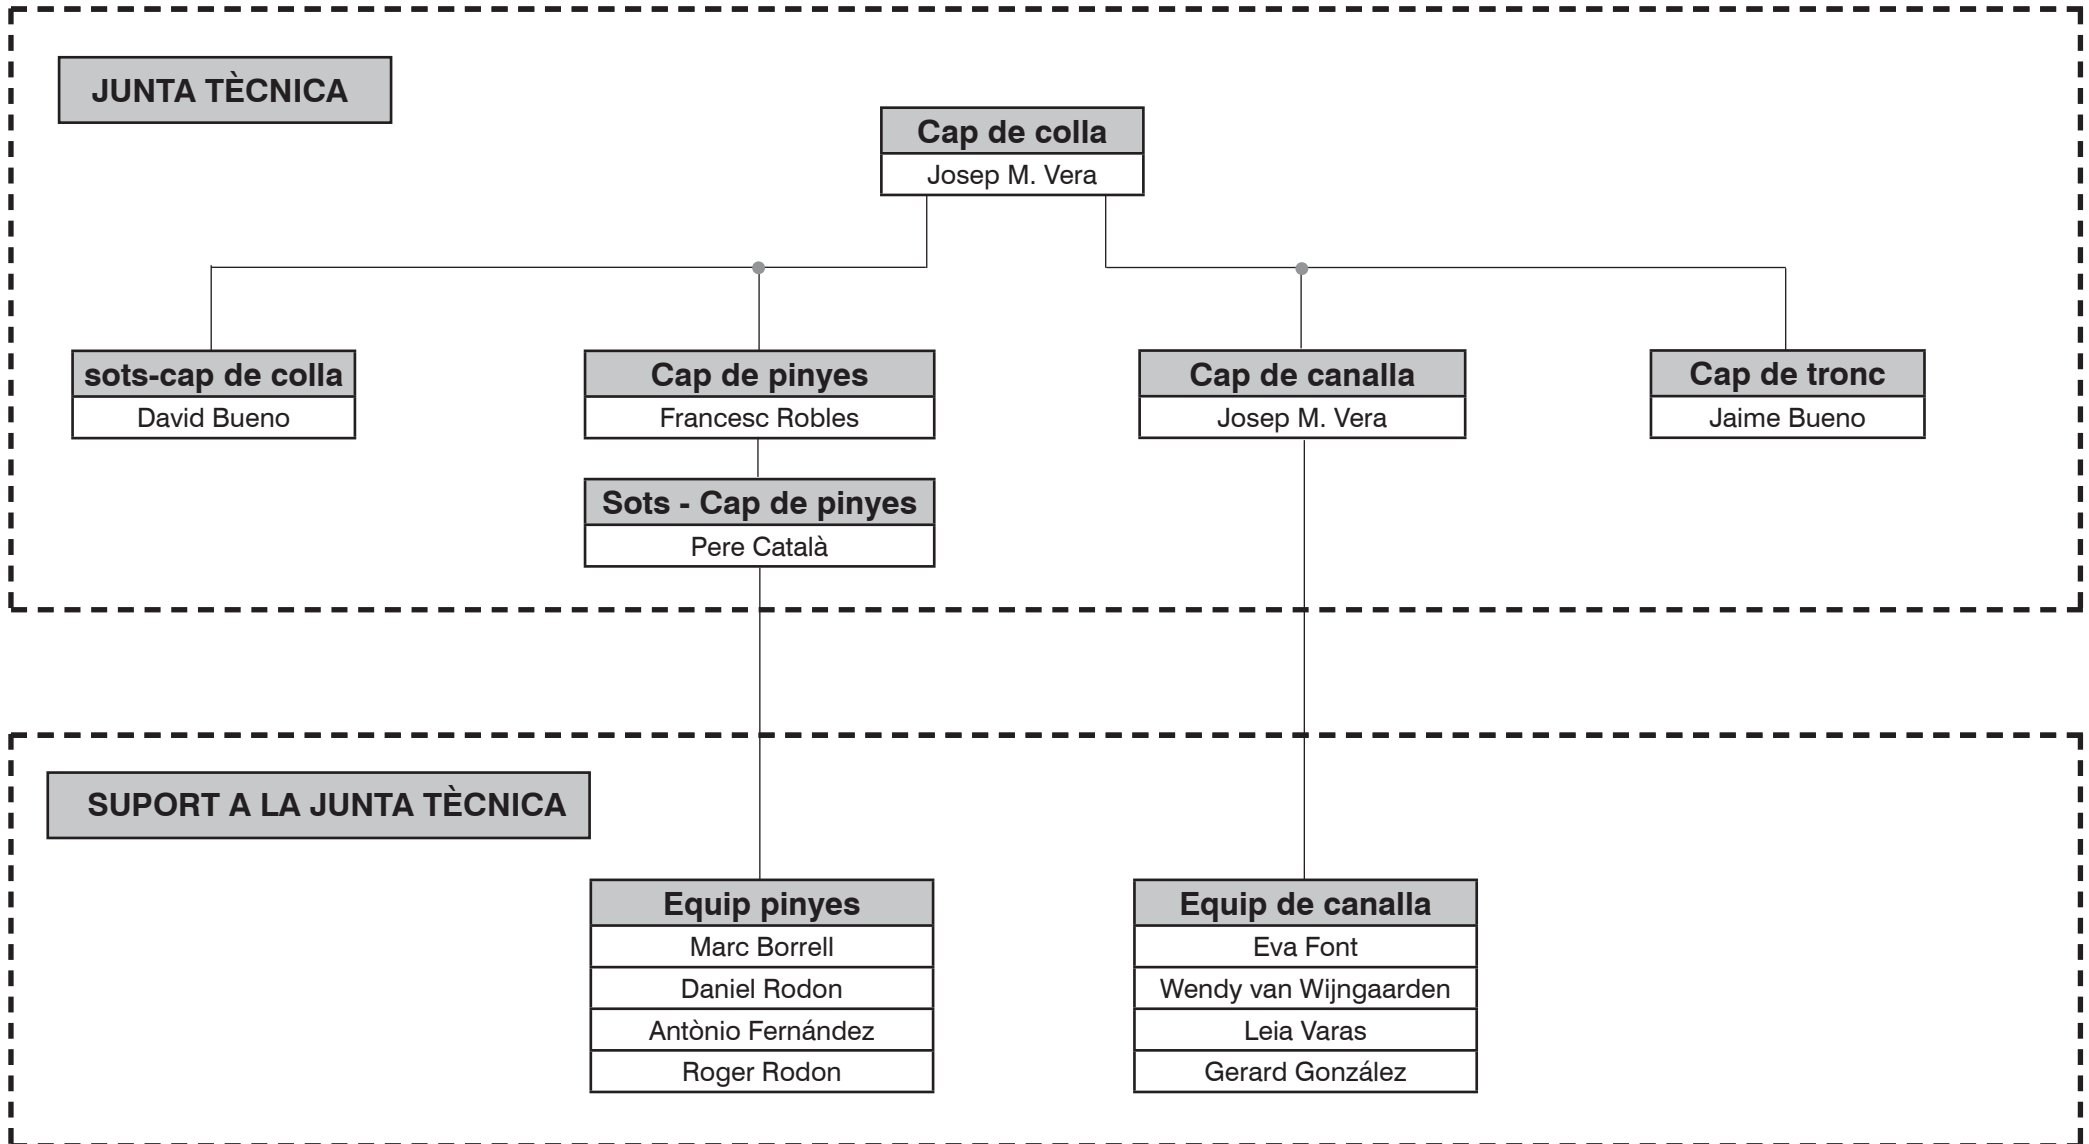 JUNTA TÈCNICA
Cap de colla
Josep M. Vera
sots-cap de colla
David Bueno
Cap de pinyes
Francesc Robles
Cap de canalla
Josep M. Vera
Cap de tronc
Jaime Bueno
Sots - Cap de pinyes
Pere Català
SUPORT A LA JUNTA TÈCNICA
Equip pinyes
Marc Borrell
Daniel Rodon
Antònio Fernández
Roger Rodon
Equip de canalla
Eva Font
Wendy van Wijngaarden
Leia Varas
Gerard González